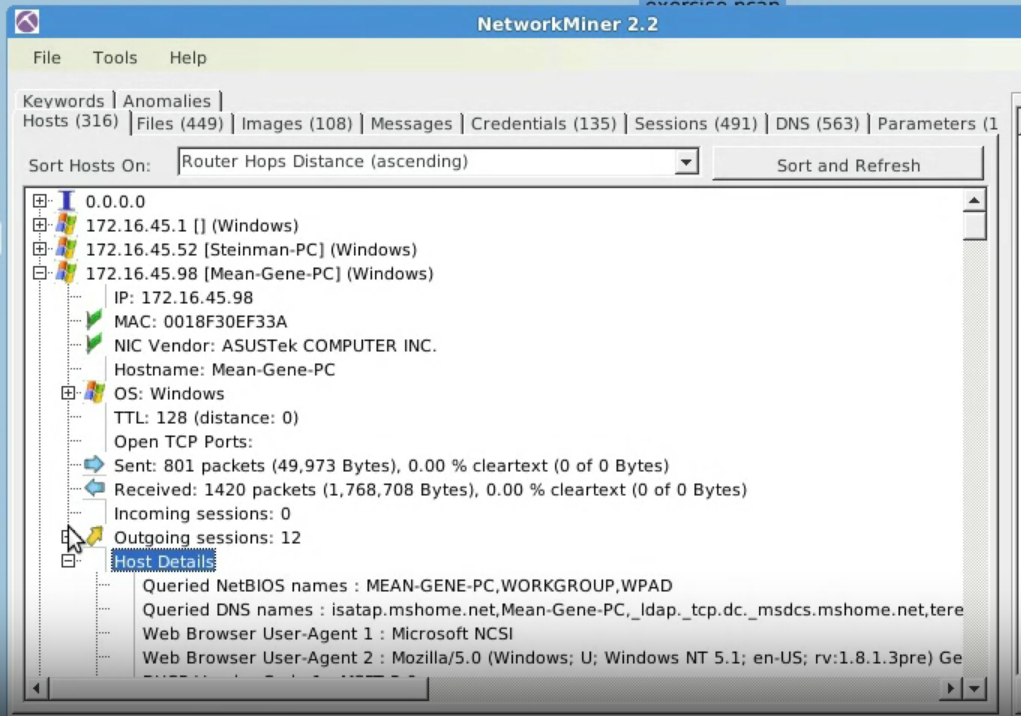 exercise.pcap
NetworkMiner 2.2
File Tools Help
Keywords Anomalies
Hosts (316) Files (449) Images (108) Messages Credentials (135) Sessions (491) DNS (563) Parameters (1
Sort Hosts On: Router Hops Distance (ascending) Sort and Refresh
0.0.0.0
172.16.45.1 [] (Windows)
172.16.45.52 [Steinman-PC] (Windows)
172.16.45.98 [Mean-Gene-PC] (Windows)
IP: 172.16.45.98
MAC: 0018F30EF33A
NIC Vendor: ASUSTek COMPUTER INC.
Hostname: Mean-Gene-PC
OS: Windows
TTL: 128 (distance: 0)
Open TCP Ports:
Sent: 801 packets (49,973 Bytes), 0.00 % cleartext (0 of 0 Bytes)
Received: 1420 packets (1,768,708 Bytes), 0.00 % cleartext (0 of 0 Bytes)
Incoming sessions: 0
Outgoing sessions: 12
Host Details
Queried NetBIOS names : MEAN-GENE-PC,WORKGROUP,WPAD
Queried DNS names : isatap.mshome.net,Mean-Gene-PC,_ldap._tcp.dc._msdcs.mshome.net,tere
Web Browser User-Agent 1 : Microsoft NCSI
Web Browser User-Agent 2 : Mozilla/5.0 (Windows; U; Windows NT 5.1; en-US; rv:1.8.1.3pre) Ge